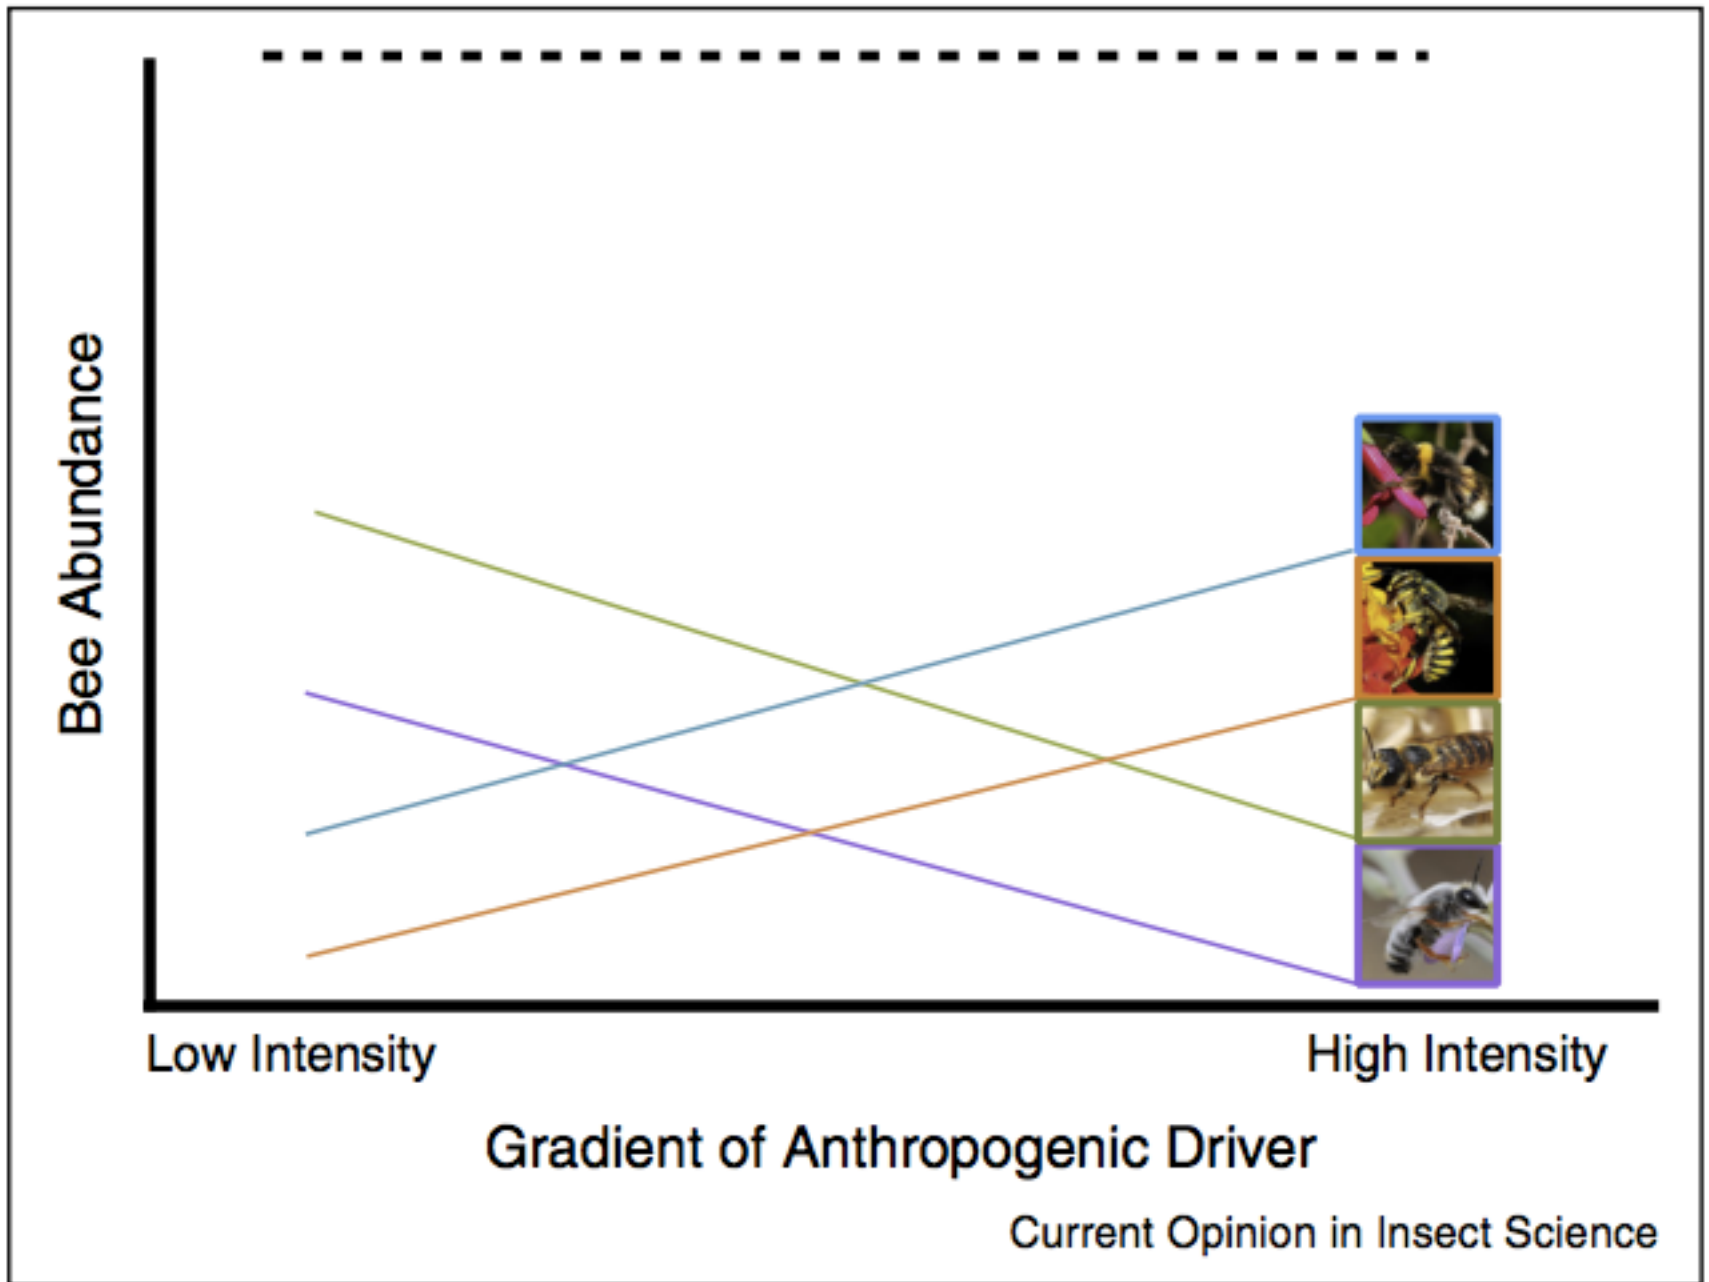 Bee Abundance
Low Intensity
High Intensity
Gradient of Anthropogenic Driver
Current Opinion in Insect Science